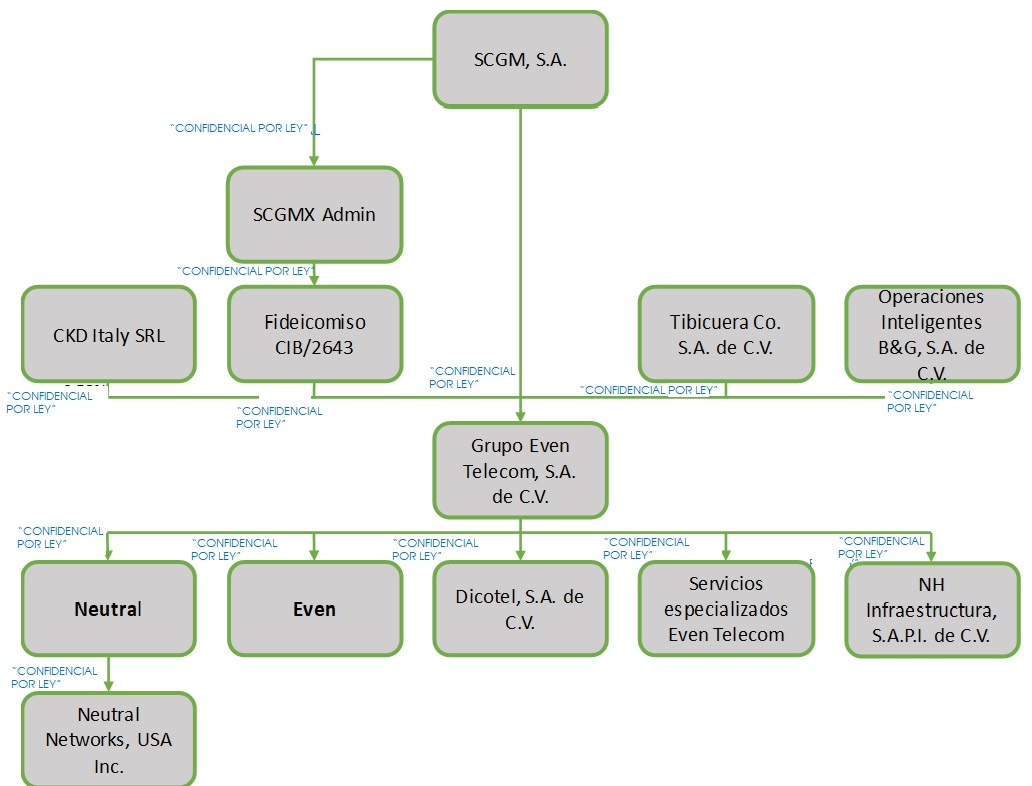 SCGM, S.A.
“CONFIDENCIAL POR LEY”
SCGMX Admin
“CONFIDENCIAL POR LEY”
CKD Italy SRL
Fideicomiso
CIB/2643
Tibicuera Co.
S.A. de C.V.
Operaciones
Inteligentes
B&G, S.A. de
C.V.
“CONFIDENCIAL
POR LEY”
“CONFIDENCIAL
POR LEY”
“CONFIDENCIAL
POR LEY”
“CONFIDENCIAL POR LEY”
“CONFIDENCIAL
POR LEY”
Grupo Even
Telecom, S.A.
de C.V.
“CONFIDENCIAL
POR LEY”
“CONFIDENCIAL
POR LEY”
“CONFIDENCIAL
POR LEY”
“CONFIDENCIAL
POR LEY”
“CONFIDENCIAL
POR LEY”
Neutral
Even
Dicotel, S.A. de
C.V.
Servicios
especializados
Even Telecom
NH
Infraestructura,
S.A.P.I. de C.V.
“CONFIDENCIAL
POR LEY”
Neutral
Networks, USA
Inc.